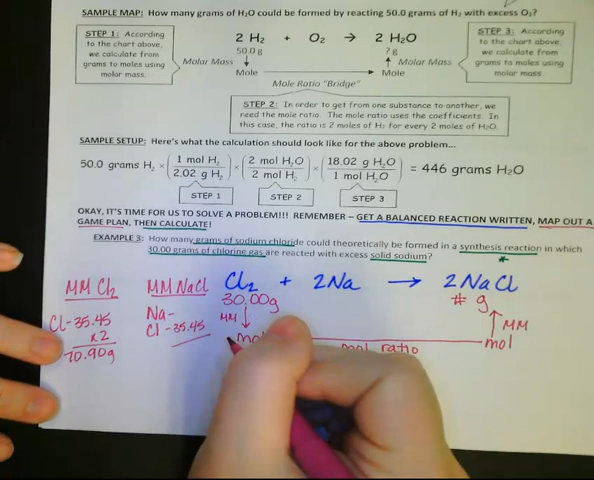 SAMPLE MAP: How many grams of H₂O could be formed by reacting 50.0 grams of H₂ with excess O₂?
STEP 1: According
to the chart above,
we calculate from
grams to moles using
molar mass.
2 H₂ + O₂ → 2 H₂O
50.0 g ? g
Molar Mass ↓ ↑ Molar Mass
Mole → Mole
Mole Ratio "Bridge"
STEP 3: According
to the chart above,
we calculate from
grams to moles using
molar mass.
STEP 2: In order to get from one substance to another, we
need the mole ratio. The mole ratio uses the coefficients. In
this case, the ratio is 2 moles of H₂ for every 2 moles of H₂O.
SAMPLE SETUP: Here's what the calculation should look like for the above problem...
50.0 grams H₂ × (1 mol H₂ / 2.02 g H₂) × (2 mol H₂O / 2 mol H₂) × (18.02 g H₂O / 1 mol H₂O) = 446 grams H₂O
STEP 1 STEP 2 STEP 3
OKAY, IT'S TIME FOR US TO SOLVE A PROBLEM!!! REMEMBER – GET A BALANCED REACTION WRITTEN, MAP OUT A
GAME PLAN, THEN CALCULATE!
EXAMPLE 3: How many grams of sodium chloride could theoretically be formed in a synthesis reaction in which
30.00 grams of chlorine gas are reacted with excess solid sodium? *
MM Cl₂ MM NaCl Cl₂ + 2Na → 2NaCl
30.00g # g
Cl-35.45 Na- MM ↓ ↑ MM
x2 Cl -35.45
70.90g mol ratio mol